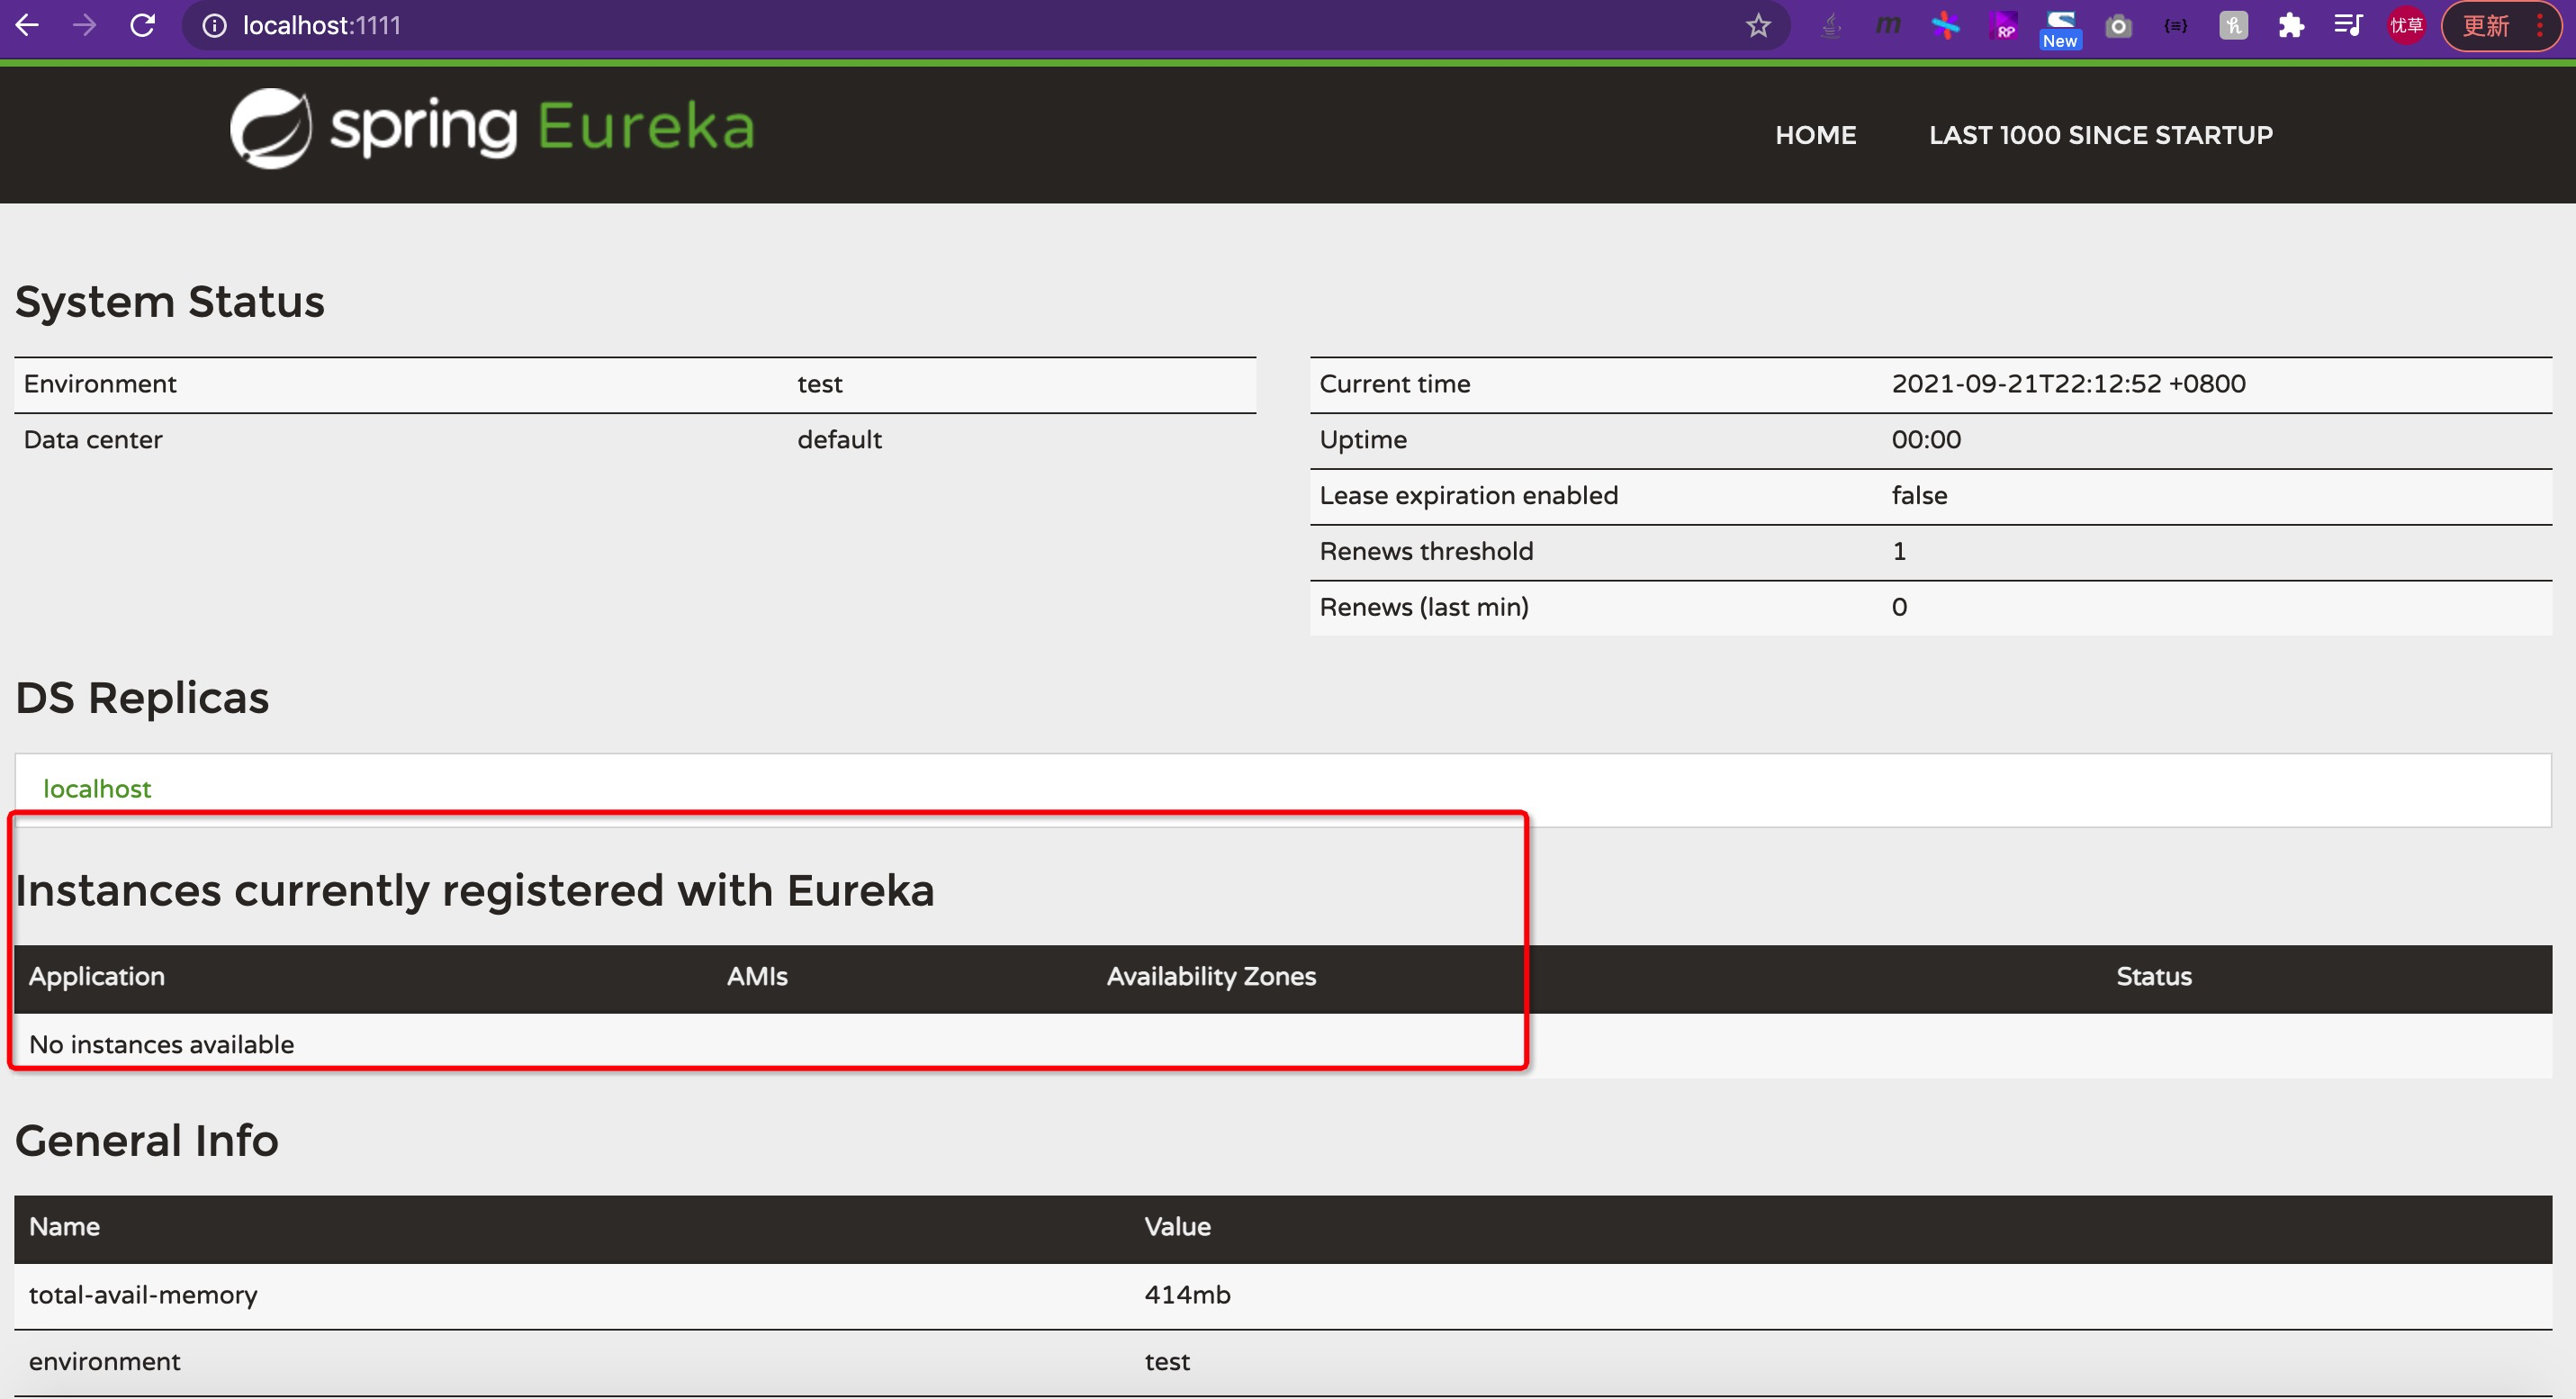 localhost:1111
m
RP
New
{≡}
h
忧草
更新
spring Eureka
HOME
LAST 1000 SINCE STARTUP
System Status
Environment test
Data center default
Current time 2021-09-21T22:12:52 +0800
Uptime 00:00
Lease expiration enabled false
Renews threshold 1
Renews (last min) 0
DS Replicas
localhost
Instances currently registered with Eureka
Application AMIs Availability Zones Status
No instances available
General Info
Name Value
total-avail-memory 414mb
environment test